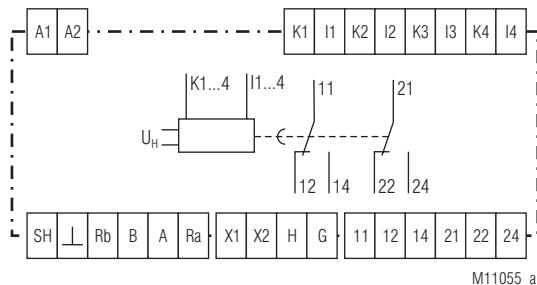 A1 A2 K1 I1 K2 I2 K3 I3 K4 I4
K1...4 I1...4 11 21
UH
12 14 22 24
SH ⊥ Rb B A Ra X1 X2 H G 11 12 14 21 22 24
M11055_a